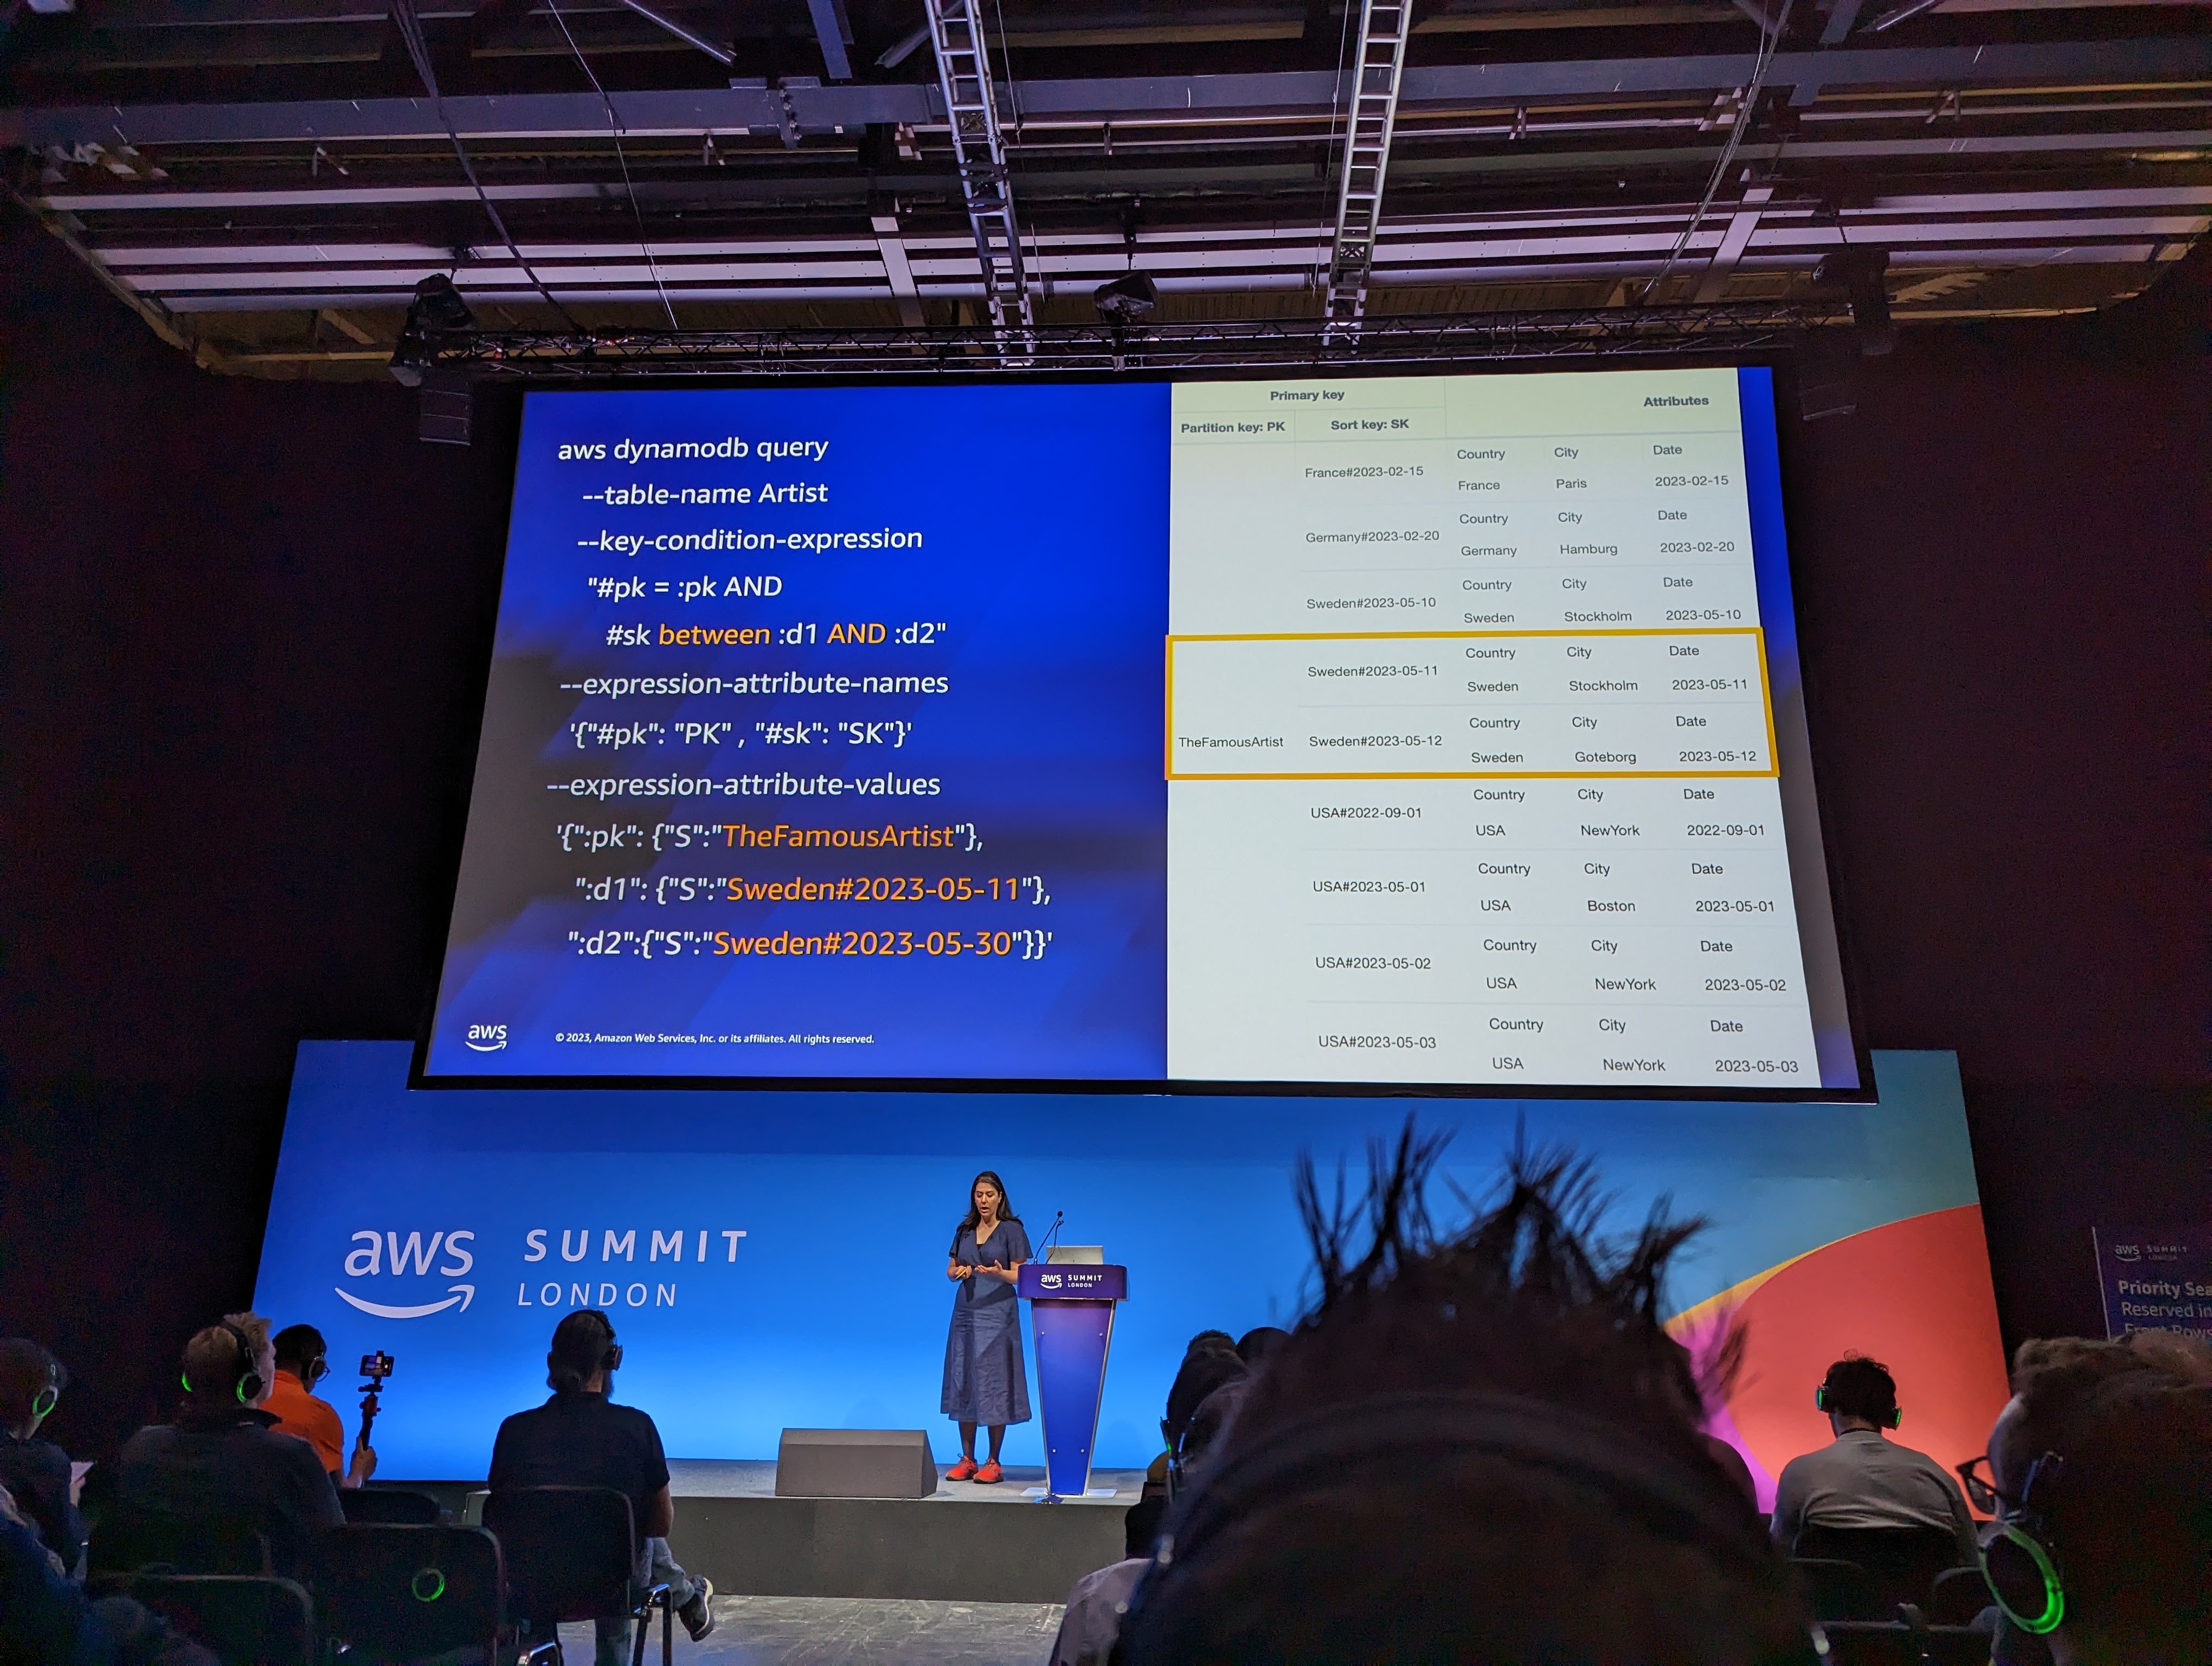 aws dynamodb query
--table-name Artist
--key-condition-expression
"#pk = :pk AND
#sk between :d1 AND :d2"
--expression-attribute-names
'{"#pk": "PK" , "#sk": "SK"}'
--expression-attribute-values
'{":pk": {"S":"TheFamousArtist"},
":d1": {"S":"Sweden#2023-05-11"},
":d2":{"S":"Sweden#2023-05-30"}}'
aws
© 2023, Amazon Web Services, Inc. or its affiliates. All rights reserved.
Primary key
Attributes
Partition key: PK
Sort key: SK
France#2023-02-15
Country City Date
France Paris 2023-02-15
Germany#2023-02-20
Country City Date
Germany Hamburg 2023-02-20
Sweden#2023-05-10
Country City Date
Sweden Stockholm 2023-05-10
Sweden#2023-05-11
Country City Date
Sweden Stockholm 2023-05-11
TheFamousArtist
Sweden#2023-05-12
Country City Date
Sweden Goteborg 2023-05-12
USA#2022-09-01
Country City Date
USA NewYork 2022-09-01
USA#2023-05-01
Country City Date
USA Boston 2023-05-01
USA#2023-05-02
Country City Date
USA NewYork 2023-05-02
USA#2023-05-03
Country City Date
USA NewYork 2023-05-03
aws SUMMIT
LONDON
aws SUMMIT
LONDON
aws SUMMIT
LONDON
Priority Sea
Reserved in
Front Rows